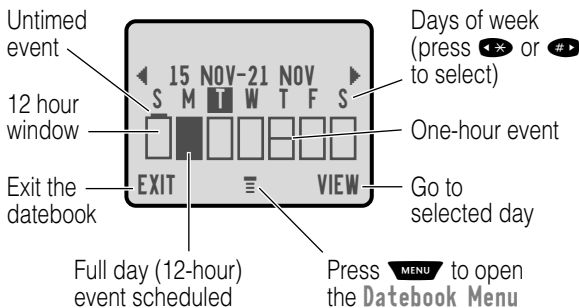 Untimed
event
12 hour
window
Exit the
datebook
15 NOV-21 NOV
S M T W T F S
EXIT VIEW
Days of week
(press * or #
to select)
One-hour event
Go to
selected day
Full day (12-hour)
event scheduled
Press MENU to open
the Datebook Menu